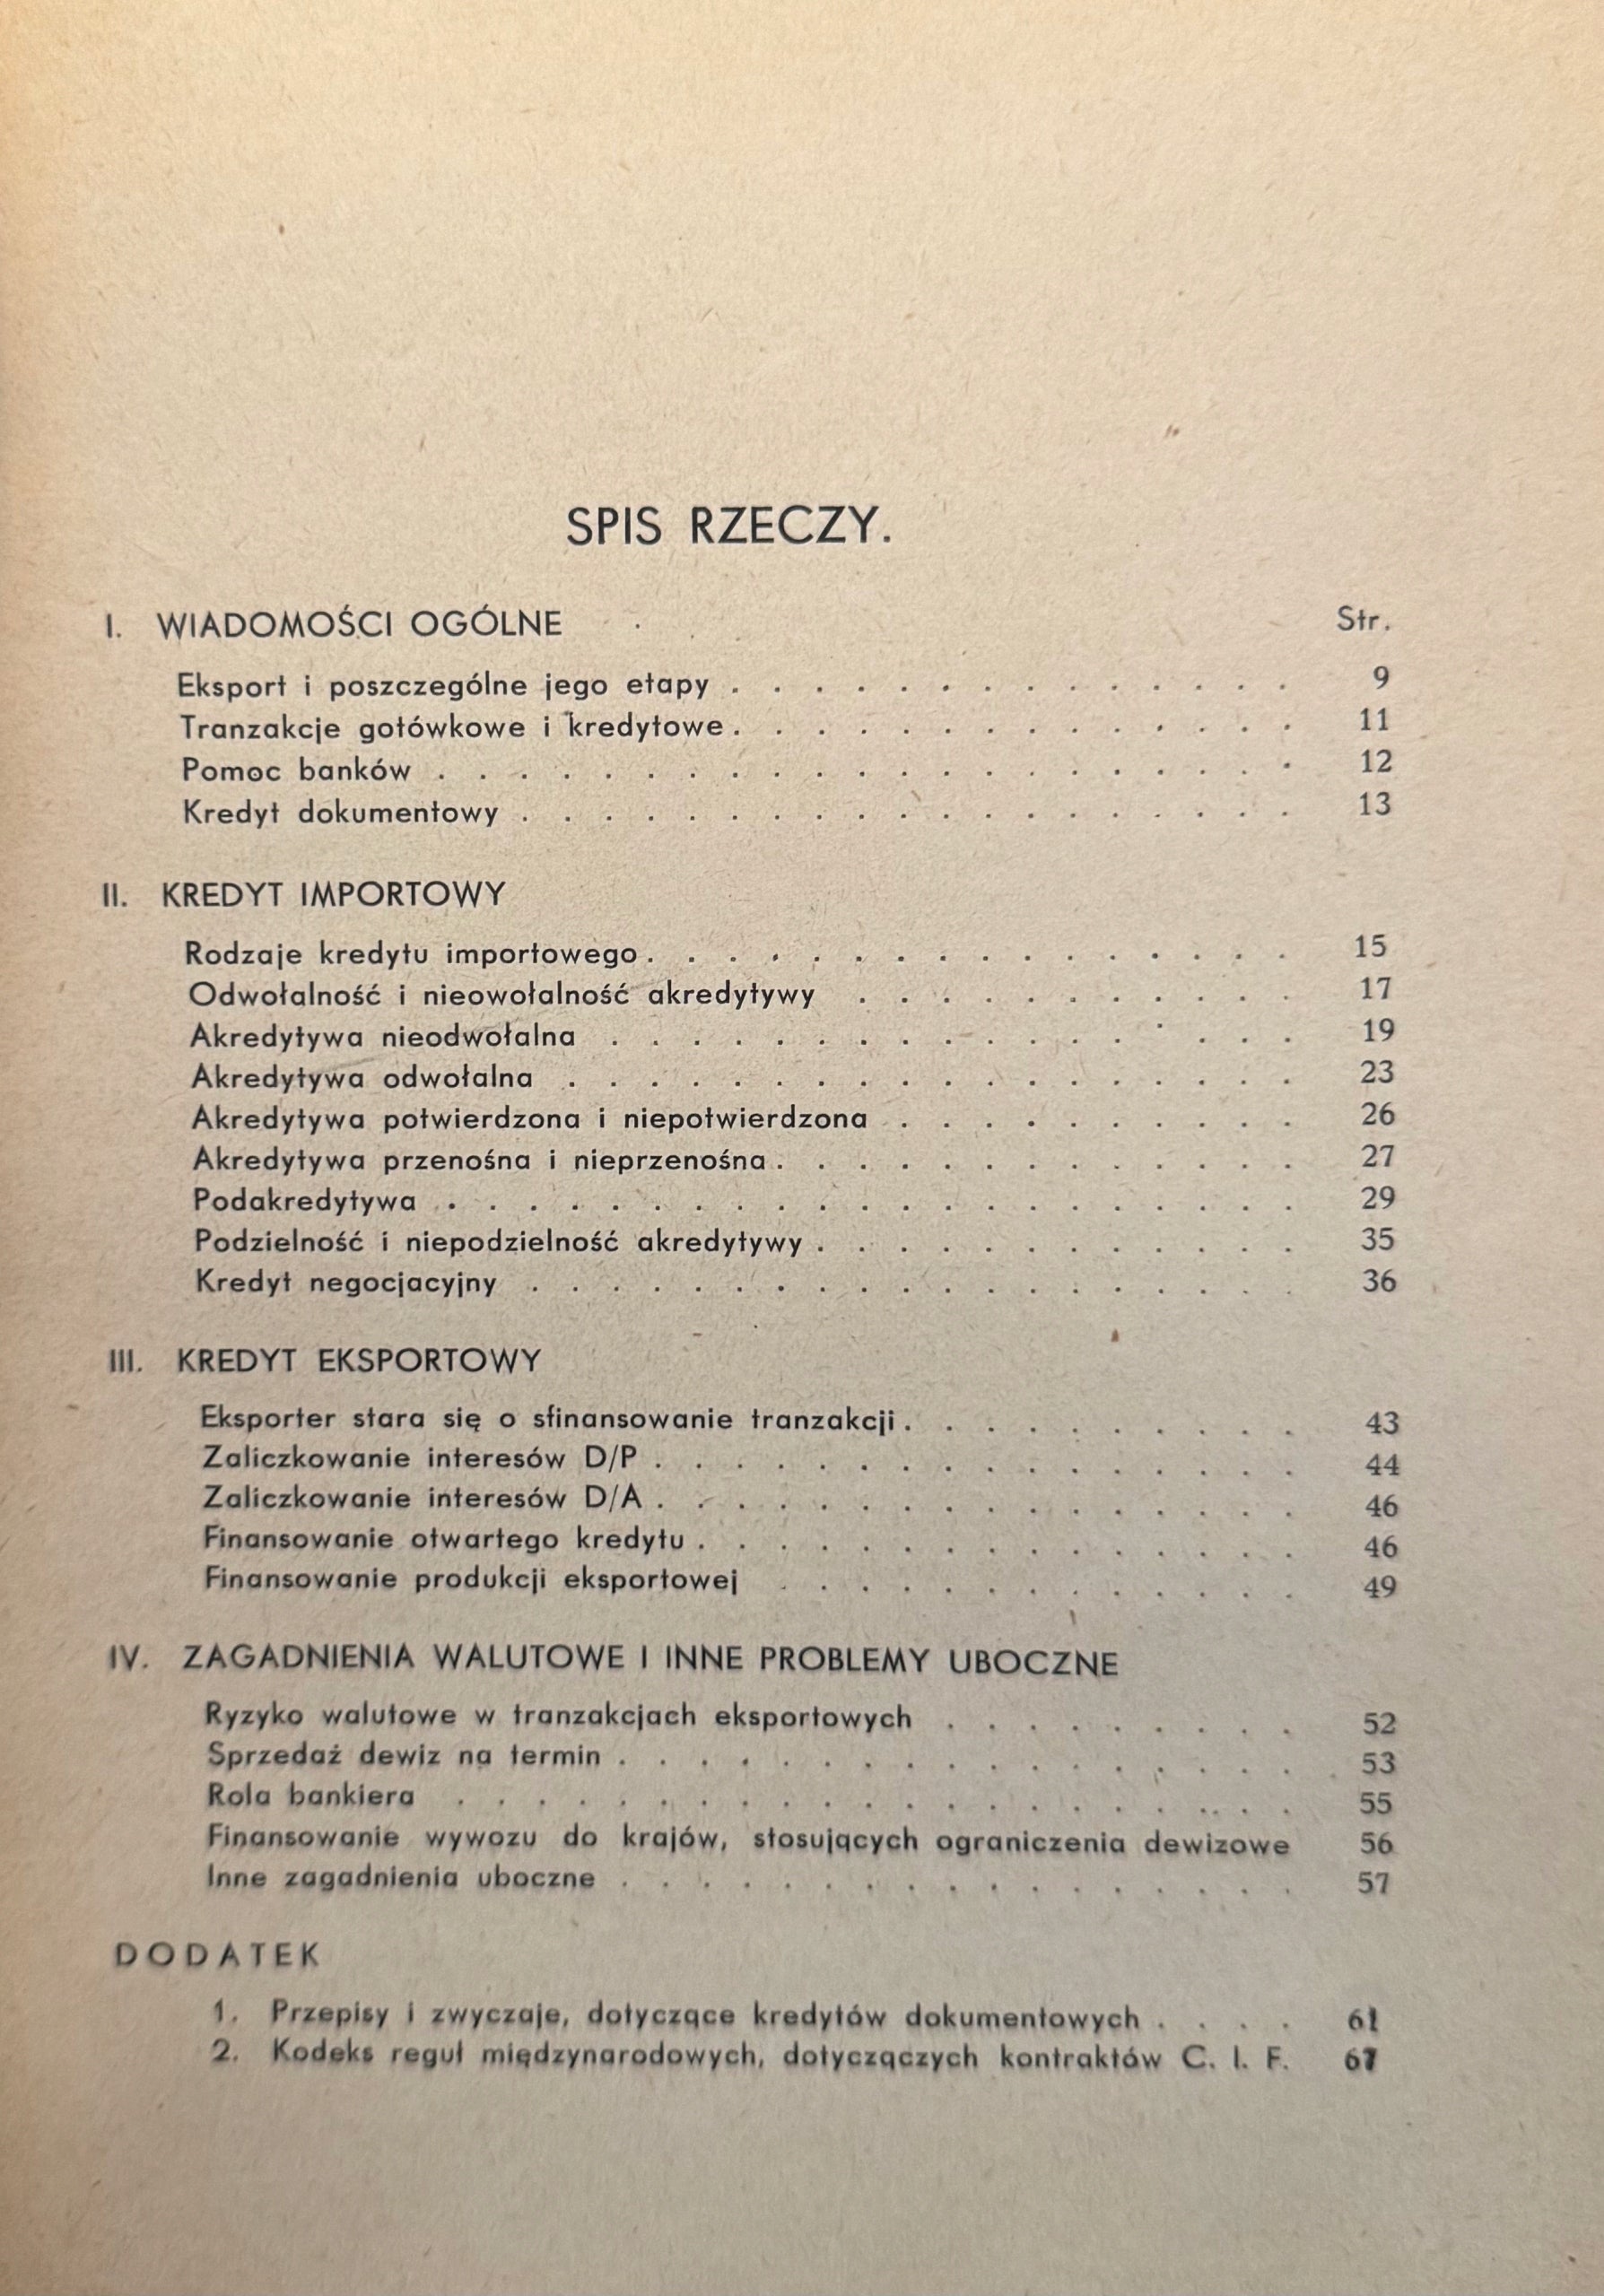 SPIS RZECZY.
I. WIADOMOŚCI OGÓLNE Str.
Eksport i poszczególne jego etapy . . . . . . . . . . . . . . 9
Tranzakcje gotówkowe i kredytowe . . . . . . . . . . . . . . 11
Pomoc banków . . . . . . . . . . . . . . . . . . . . . 12
Kredyt dokumentowy . . . . . . . . . . . . . . . . . . . 13
II. KREDYT IMPORTOWY
Rodzaje kredytu importowego . . . . . . . . . . . . . . . . 15
Odwołalność i nieowołalność akredytywy . . . . . . . . . . . 17
Akredytywa nieodwołalna . . . . . . . . . . . . . . . . . 19
Akredytywa odwołalna . . . . . . . . . . . . . . . . . . 23
Akredytywa potwierdzona i niepotwierdzona . . . . . . . . . . 26
Akredytywa przenośna i nieprzenośna . . . . . . . . . . . . . 27
Podakredytywa . . . . . . . . . . . . . . . . . . . . . 29
Podzielność i niepodzielność akredytywy . . . . . . . . . . . . 35
Kredyt negocjacyjny . . . . . . . . . . . . . . . . . . . 36
III. KREDYT EKSPORTOWY
Eksporter stara się o sfinansowanie tranzakcji . . . . . . . . . . 43
Zaliczkowanie interesów D/P . . . . . . . . . . . . . . . . 44
Zaliczkowanie interesów D/A . . . . . . . . . . . . . . . . 46
Finansowanie otwartego kredytu . . . . . . . . . . . . . . . 46
Finansowanie produkcji eksportowej . . . . . . . . . . . . . 49
IV. ZAGADNIENIA WALUTOWE I INNE PROBLEMY UBOCZNE
Ryzyko walutowe w tranzakcjach eksportowych . . . . . . . . . 52
Sprzedaż dewiz na termin . . . . . . . . . . . . . . . . . 53
Rola bankiera . . . . . . . . . . . . . . . . . . . . . 55
Finansowanie wywozu do krajów, stosujących ograniczenia dewizowe 56
Inne zagadnienia uboczne . . . . . . . . . . . . . . . . . 57
DODATEK
1. Przepisy i zwyczaje, dotyczące kredytów dokumentowych . . . . 61
2. Kodeks reguł międzynarodowych, dotycząchych kontraktów C. I. F. 67